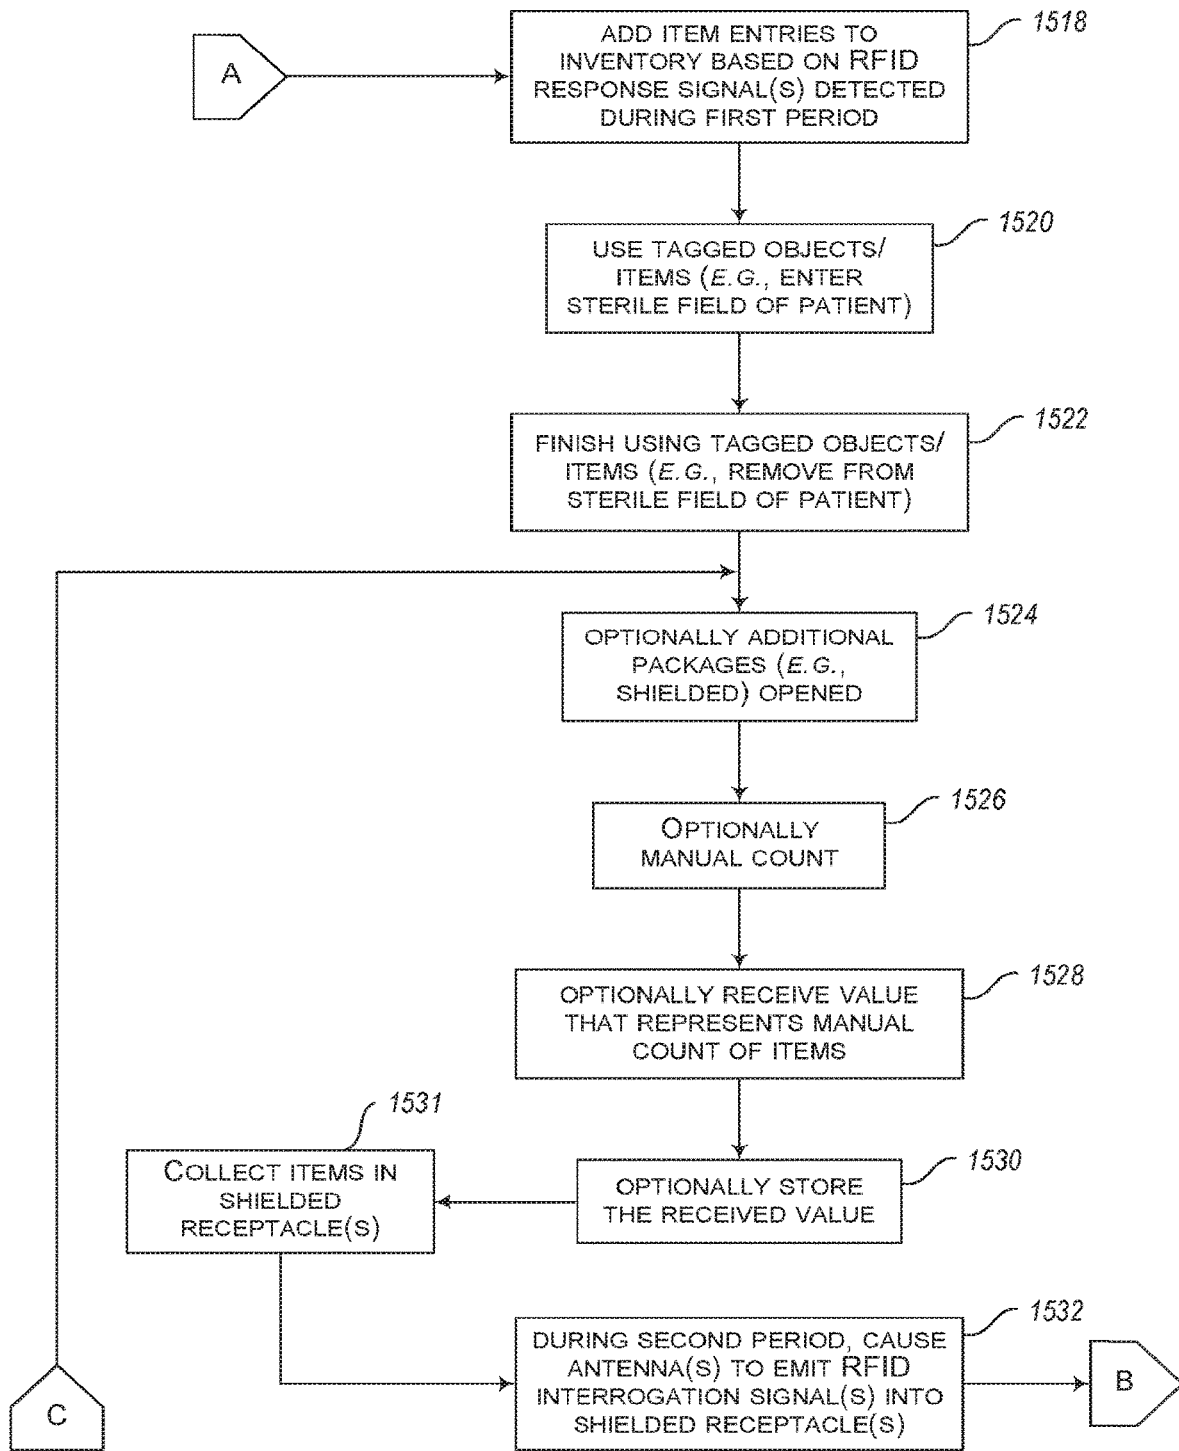 A
ADD ITEM ENTRIES TO
INVENTORY BASED ON RFID
RESPONSE SIGNAL(S) DETECTED
DURING FIRST PERIOD
1518
USE TAGGED OBJECTS/
ITEMS (E.G., ENTER
STERILE FIELD OF PATIENT)
1520
FINISH USING TAGGED OBJECTS/
ITEMS (E.G., REMOVE FROM
STERILE FIELD OF PATIENT)
1522
OPTIONALLY ADDITIONAL
PACKAGES (E.G.,
SHIELDED) OPENED
1524
OPTIONALLY
MANUAL COUNT
1526
OPTIONALLY RECEIVE VALUE
THAT REPRESENTS MANUAL
COUNT OF ITEMS
1528
OPTIONALLY STORE
THE RECEIVED VALUE
1530
COLLECT ITEMS IN
SHIELDED
RECEPTACLE(S)
1531
DURING SECOND PERIOD, CAUSE
ANTENNA(S) TO EMIT RFID
INTERROGATION SIGNAL(S) INTO
SHIELDED RECEPTACLE(S)
1532
B
C